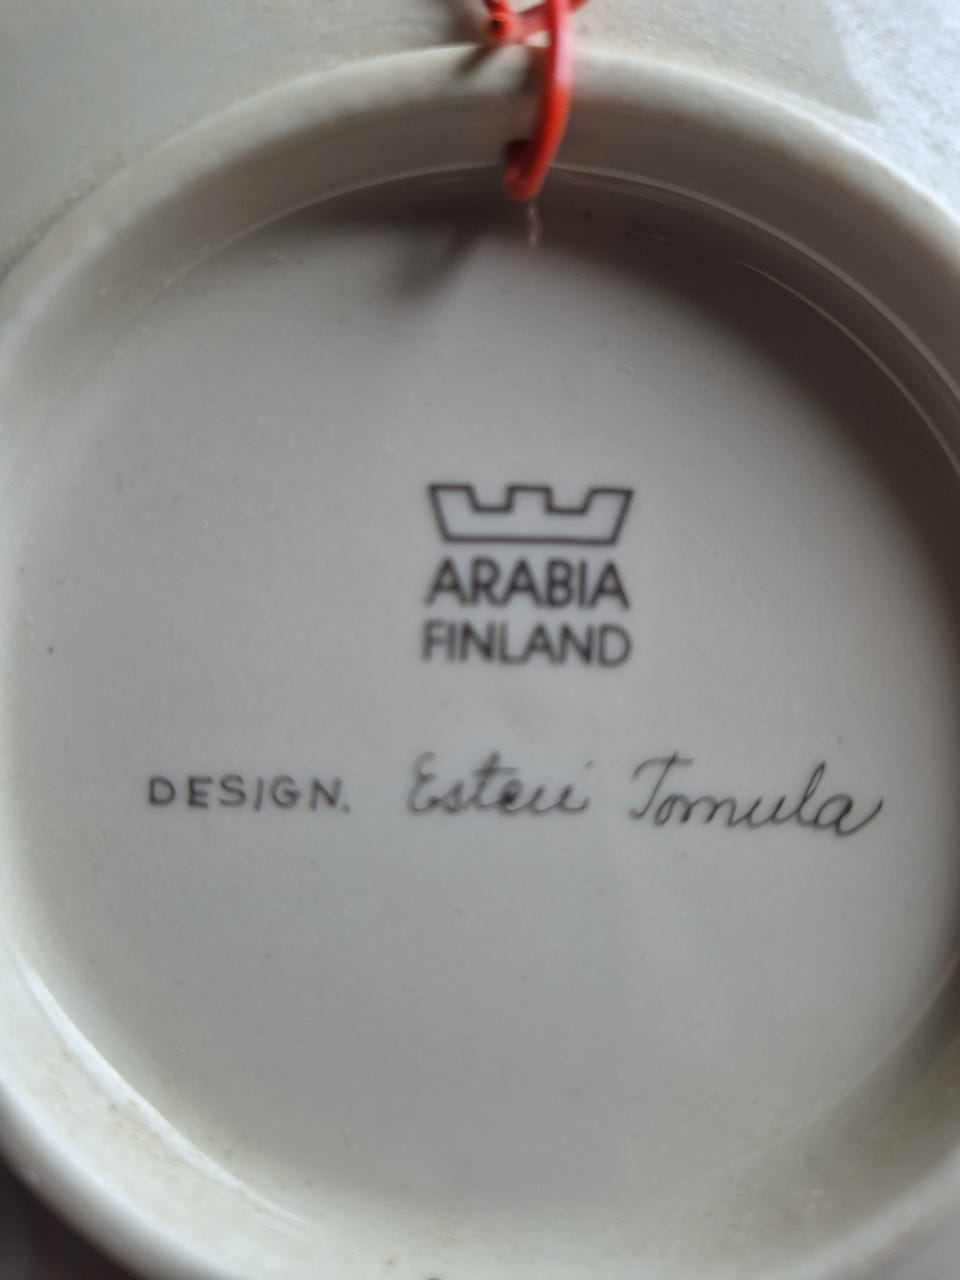 ARABIA
FINLAND
DESIGN. Esteri Tomula